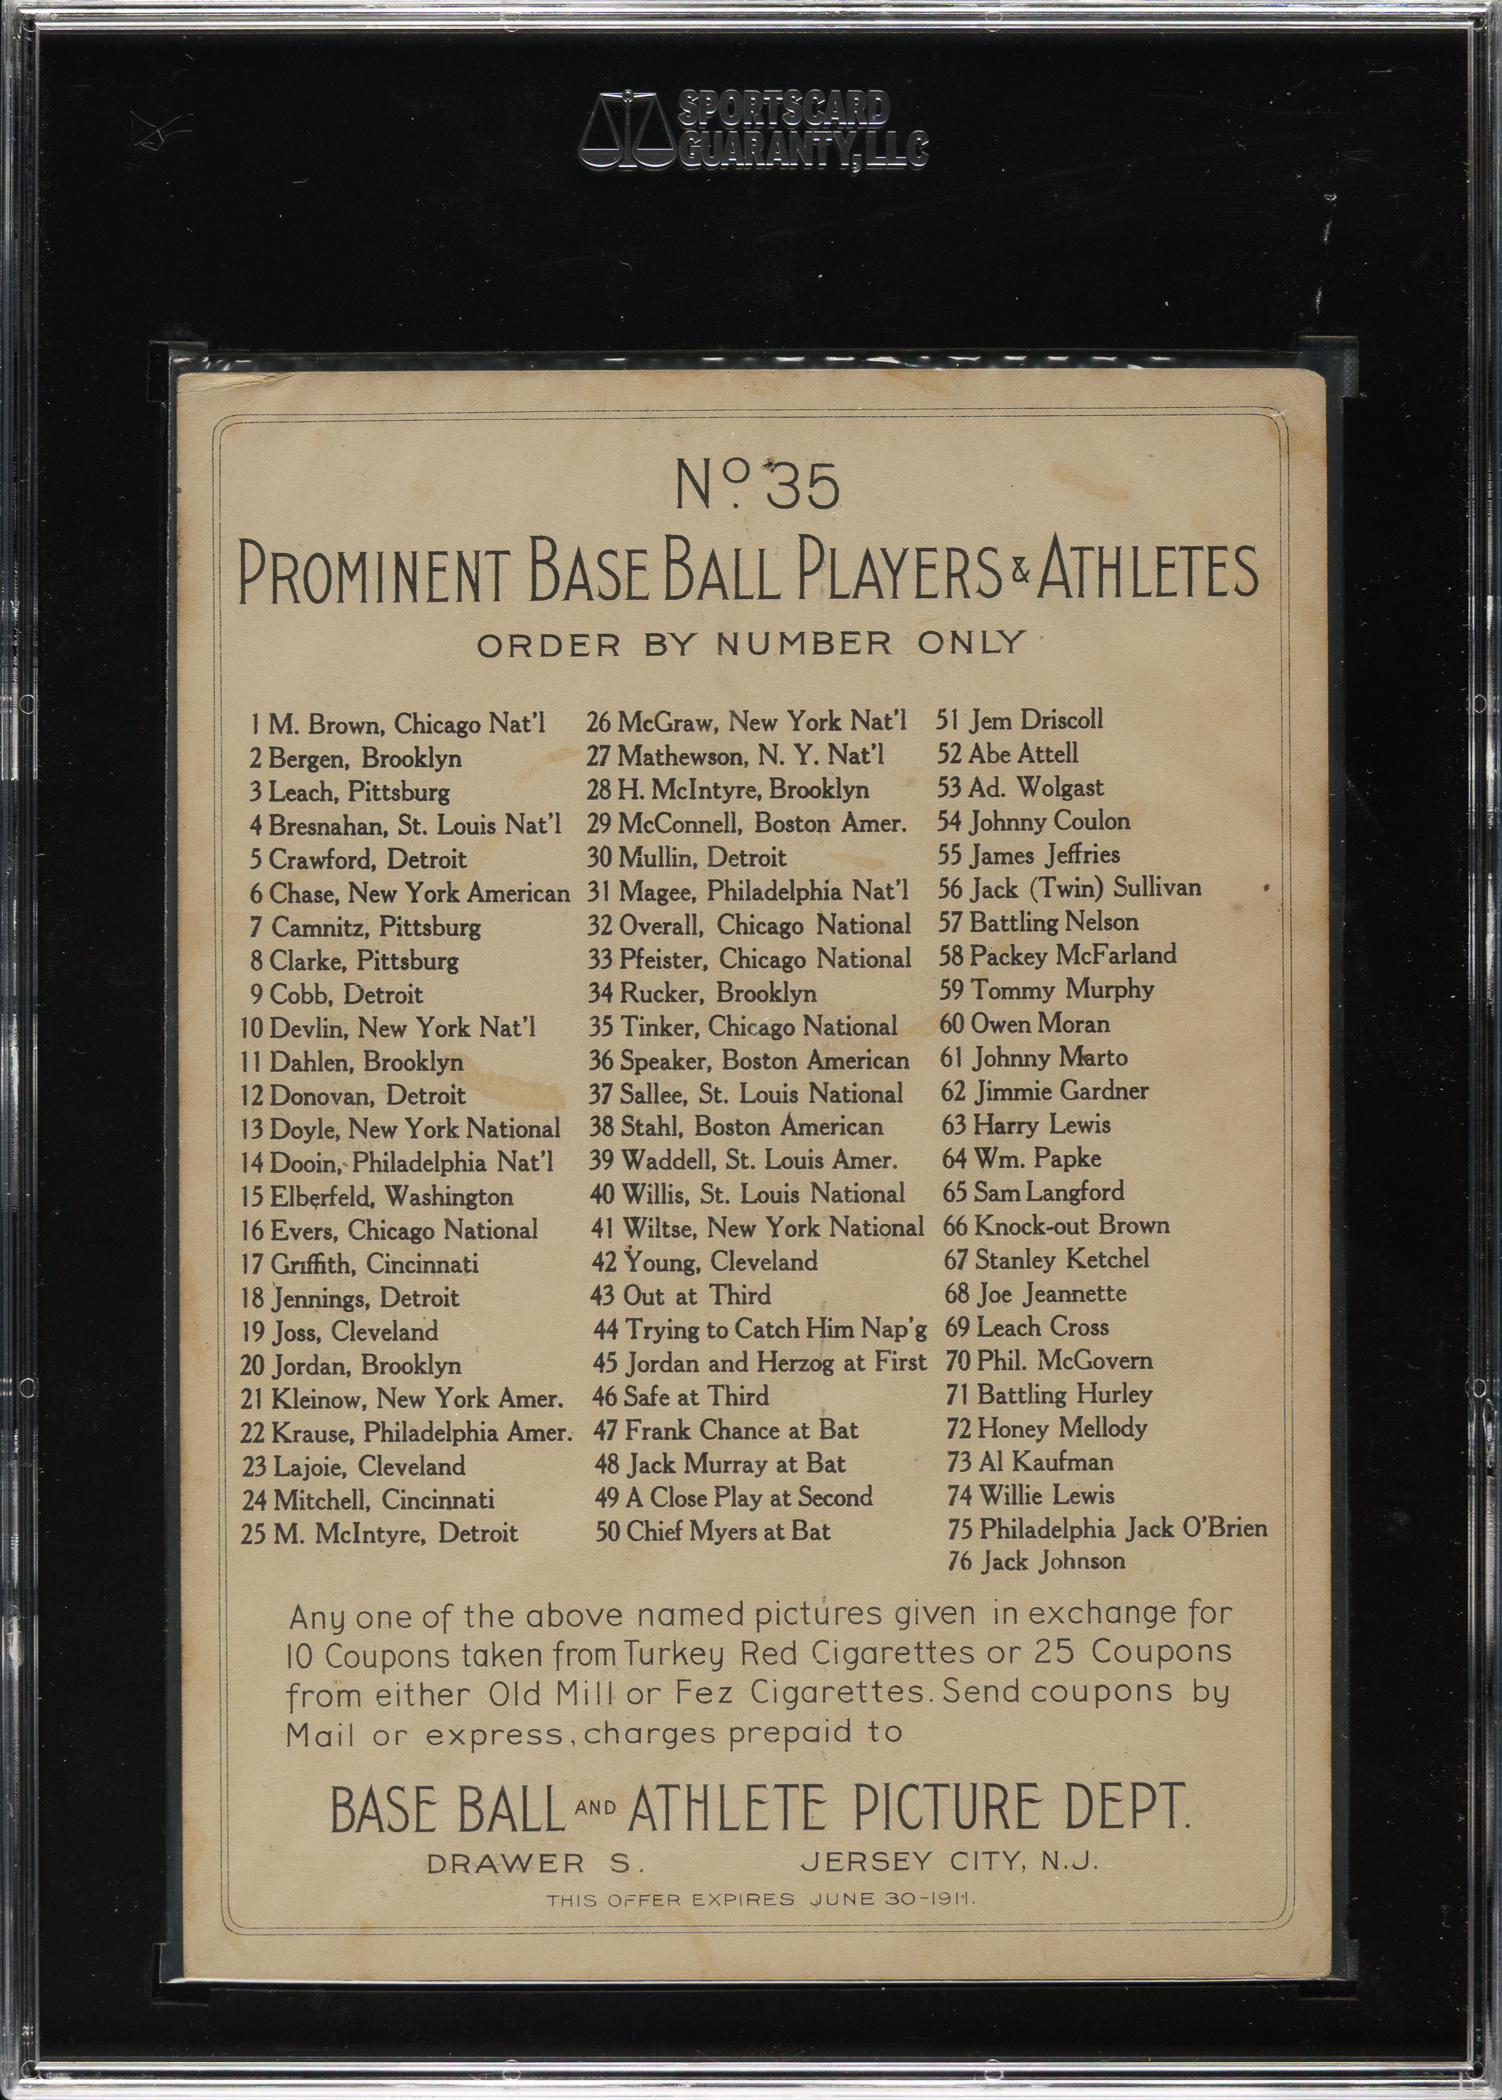 SPORTSCARD
GUARANTY, LLC
No. 35
PROMINENT BASE BALL PLAYERS & ATHLETES
ORDER BY NUMBER ONLY
1 M. Brown, Chicago Nat'l
2 Bergen, Brooklyn
3 Leach, Pittsburg
4 Bresnahan, St. Louis Nat'l
5 Crawford, Detroit
6 Chase, New York American
7 Camnitz, Pittsburg
8 Clarke, Pittsburg
9 Cobb, Detroit
10 Devlin, New York Nat'l
11 Dahlen, Brooklyn
12 Donovan, Detroit
13 Doyle, New York National
14 Dooin, Philadelphia Nat'l
15 Elberfeld, Washington
16 Evers, Chicago National
17 Griffith, Cincinnati
18 Jennings, Detroit
19 Joss, Cleveland
20 Jordan, Brooklyn
21 Kleinow, New York Amer.
22 Krause, Philadelphia Amer.
23 Lajoie, Cleveland
24 Mitchell, Cincinnati
25 M. McIntyre, Detroit
26 McGraw, New York Nat'l
27 Mathewson, N. Y. Nat'l
28 H. McIntyre, Brooklyn
29 McConnell, Boston Amer.
30 Mullin, Detroit
31 Magee, Philadelphia Nat'l
32 Overall, Chicago National
33 Pfeister, Chicago National
34 Rucker, Brooklyn
35 Tinker, Chicago National
36 Speaker, Boston American
37 Sallee, St. Louis National
38 Stahl, Boston American
39 Waddell, St. Louis Amer.
40 Willis, St. Louis National
41 Wiltse, New York National
42 Young, Cleveland
43 Out at Third
44 Trying to Catch Him Nap'g
45 Jordan and Herzog at First
46 Safe at Third
47 Frank Chance at Bat
48 Jack Murray at Bat
49 A Close Play at Second
50 Chief Myers at Bat
51 Jem Driscoll
52 Abe Attell
53 Ad. Wolgast
54 Johnny Coulon
55 James Jeffries
56 Jack (Twin) Sullivan
57 Battling Nelson
58 Packey McFarland
59 Tommy Murphy
60 Owen Moran
61 Johnny Marto
62 Jimmie Gardner
63 Harry Lewis
64 Wm. Papke
65 Sam Langford
66 Knock-out Brown
67 Stanley Ketchel
68 Joe Jeannette
69 Leach Cross
70 Phil. McGovern
71 Battling Hurley
72 Honey Mellody
73 Al Kaufman
74 Willie Lewis
75 Philadelphia Jack O'Brien
76 Jack Johnson
Any one of the above named pictures given in exchange for
10 Coupons taken from Turkey Red Cigarettes or 25 Coupons
from either Old Mill or Fez Cigarettes. Send coupons by
Mail or express, charges prepaid to
BASE BALL AND ATHLETE PICTURE DEPT.
DRAWER S. JERSEY CITY, N.J.
THIS OFFER EXPIRES JUNE 30-1911.